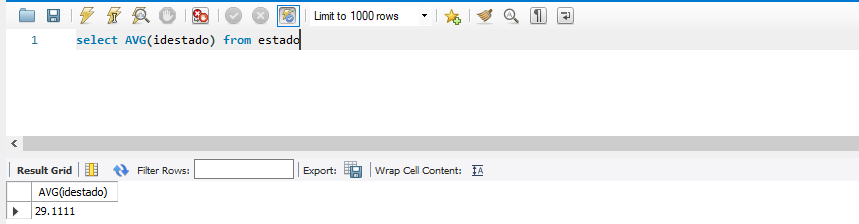 Limit to 1000 rows
1 select AVG(idestado) from estado
Result Grid Filter Rows: Export: Wrap Cell Content:
AVG(idestado)
29.1111